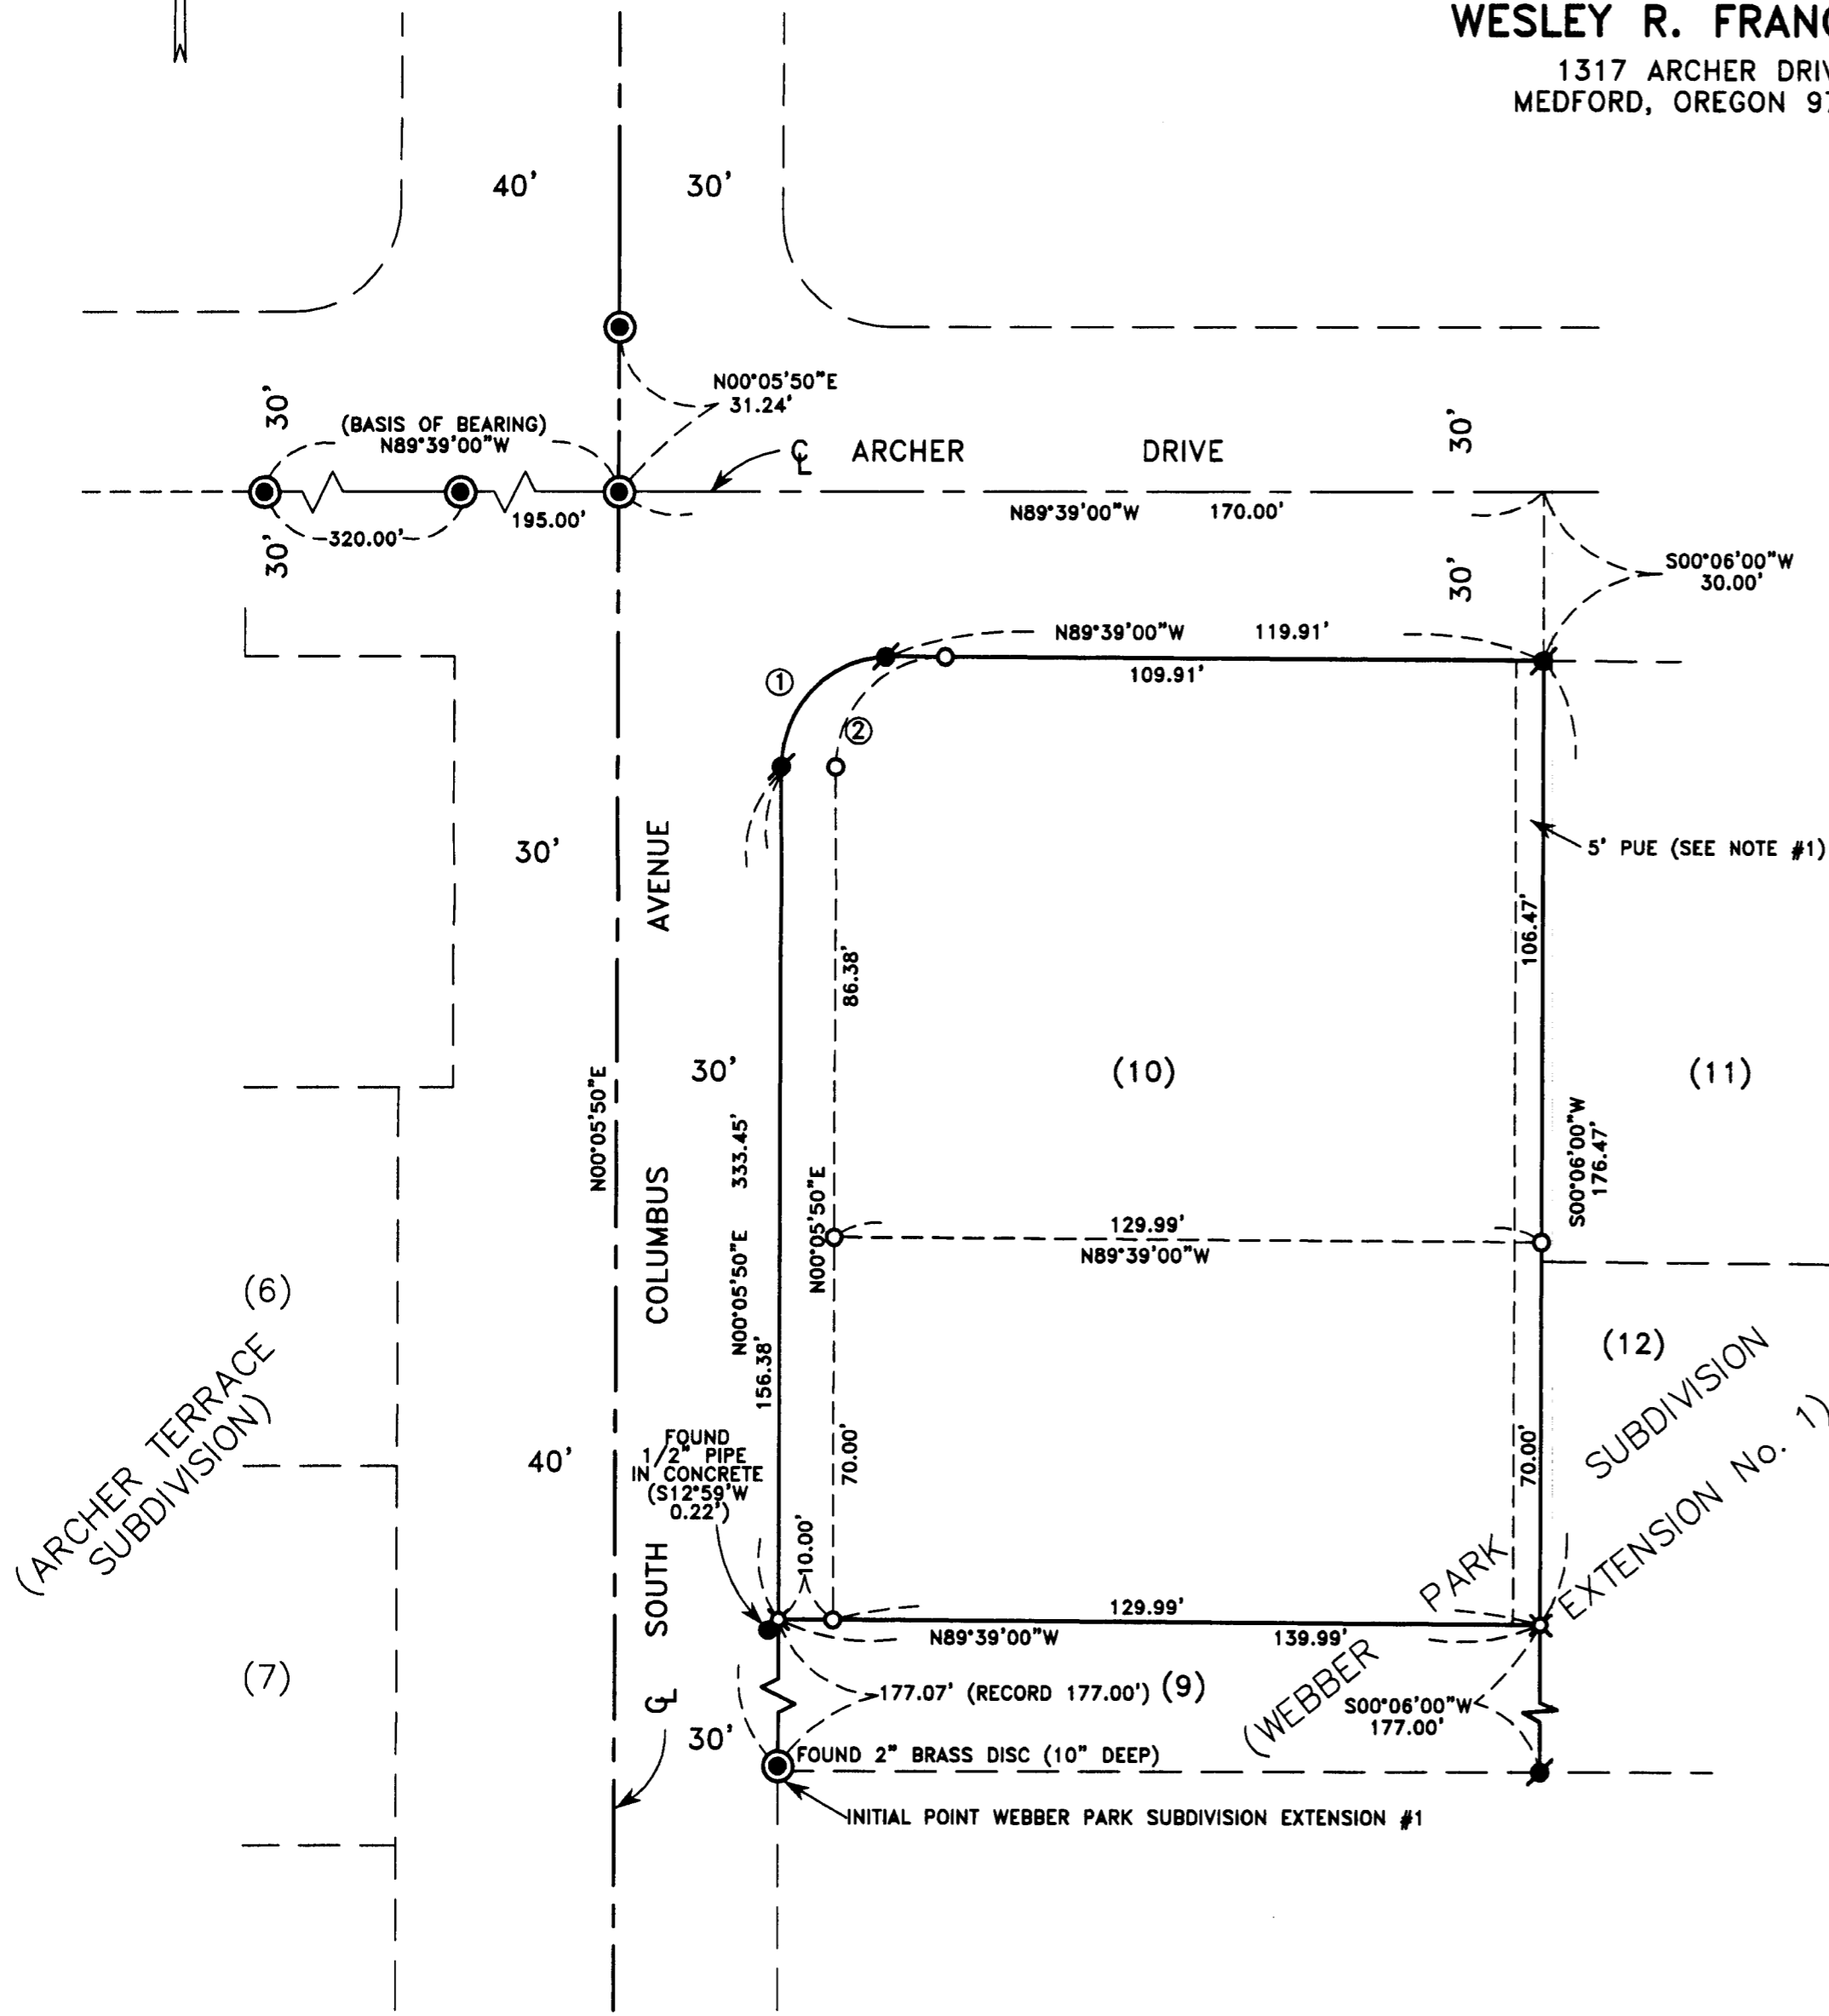 WESLEY R.
1317 ARCHER
MEDFORD, OREGON
40'
30'
N00°05'50"E
31.24'
30'
(BASIS OF BEARING)
N89°39'00"W
℄ ARCHER DRIVE
30'
N89°39'00"W 170.00'
195.00'
320.00'
30'
30'
S00°06'00"W
30.00'
N89°39'00"W 119.91'
109.91'
①
②
30'
AVENUE
5' PUE (SEE NOTE #1)
106.47'
86.38'
30'
(10)
(11)
N00°05'50"E
N00°05'50"E 333.45'
S00°06'00"W
176.47'
COLUMBUS
N00°05'50"E
129.99'
N89°39'00"W
(6)
156.38'
(12)
(ARCHER TERRACE
SUBDIVISION)
40'
FOUND
1/2" PIPE
IN CONCRETE
(S12°59'W
0.22')
70.00'
70.00'
10.00'
SOUTH
129.99'
N89°39'00"W 139.99'
(WEBBER PARK SUBDIVISION
EXTENSION No. 1)
(7)
177.07' (RECORD 177.00') (9)
S00°06'00"W
177.00'
℄
30'
FOUND 2" BRASS DISC (10" DEEP)
INITIAL POINT WEBBER PARK SUBDIVISION EXTENSION #1